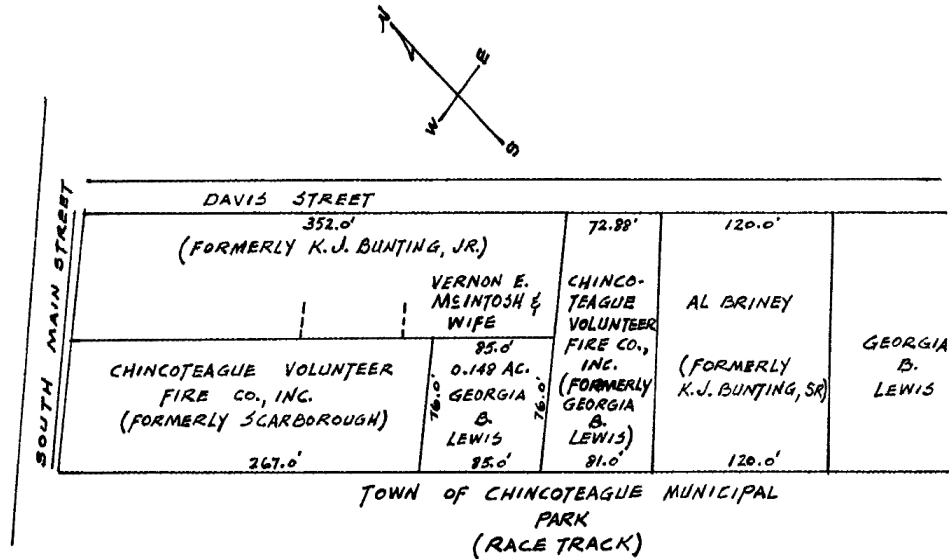 N
E
W
S
SOUTH MAIN STREET
DAVIS STREET
352.0'
(FORMERLY K.J. BUNTING, JR.)
VERNON E.
McINTOSH &
WIFE
72.88'
CHINCO-
TEAGUE
VOLUNTEER
FIRE CO.,
INC.
(FORMERLY
GEORGIA
B.
LEWIS)
81.0'
120.0'
AL BRINEY
(FORMERLY
K.J. BUNTING, SR)
120.0'
GEORGIA
B.
LEWIS
CHINCOTEAGUE VOLUNTEER
FIRE CO., INC.
(FORMERLY SCARBOROUGH)
267.0'
76.0'
85.0'
0.148 AC.
GEORGIA
B.
LEWIS
85.0'
76.0'
TOWN OF CHINCOTEAGUE MUNICIPAL
PARK
(RACE TRACK)